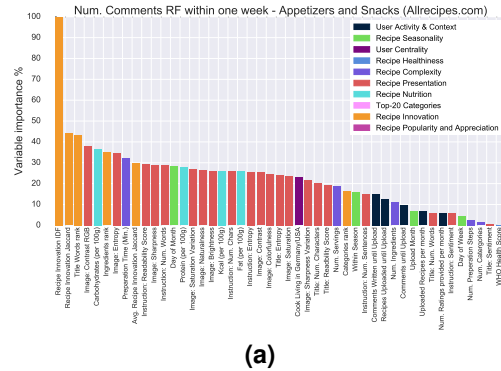 Num. Comments RF within one week - Appetizers and Snacks (Allrecipes.com)
Variable importance %
100
90
80
70
60
50
40
30
20
10
0
User Activity & Context
Recipe Seasonality
User Centrality
Recipe Healthiness
Recipe Complexity
Recipe Presentation
Recipe Nutrition
Top-20 Categories
Recipe Innovation
Recipe Popularity and Appreciation
Recipe Innovation IDF
Recipe Innovation Jaccard
Title Words rank
Image: Contrast RGB
Carbohydrates (per 100g)
Ingredients rank
Image: Entropy
Preparation Time (Min.)
Avg. Recipe Innovation Jaccard
Instruction: Readability Score
Image: Sharpness
Instruction: Num. Words
Day of Month
Protein (per 100g)
Image: Saturation Variation
Image: Naturalness
Image: Brightness
Kcal (per 100g)
Instruction: Num. Chars
Fat (per 100g)
Instruction: Entropy
Image: Contrast
Image: Colorfulness
Title: Entropy
Image: Saturation
Cook Living in Germany/USA
Image: Sharpness Variation
Title: Num. Characters
Title: Readbility Score
Num. Servings
Categories rank
Within Season
Instruction: Num. Sentances
Comments Written until Upload
Recipes Uploaded until Upload
Num. Ingredients
Comments until Upload
Upload Month
Uploaded Recipes per month
Title: Num. Words
Num. Ratings provided per month
Instruction: Sentiment
Day of Week
Num. Preparation Steps
Num. Categories
Title: Sentiment
WHO Health Score
(a)